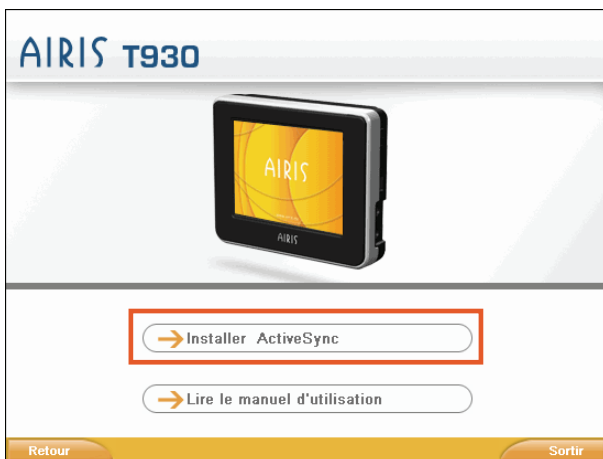 AIRIS T930
AIRIS
AIRIS
Installer ActiveSync
Lire le manuel d'utilisation
Retour
Sortir